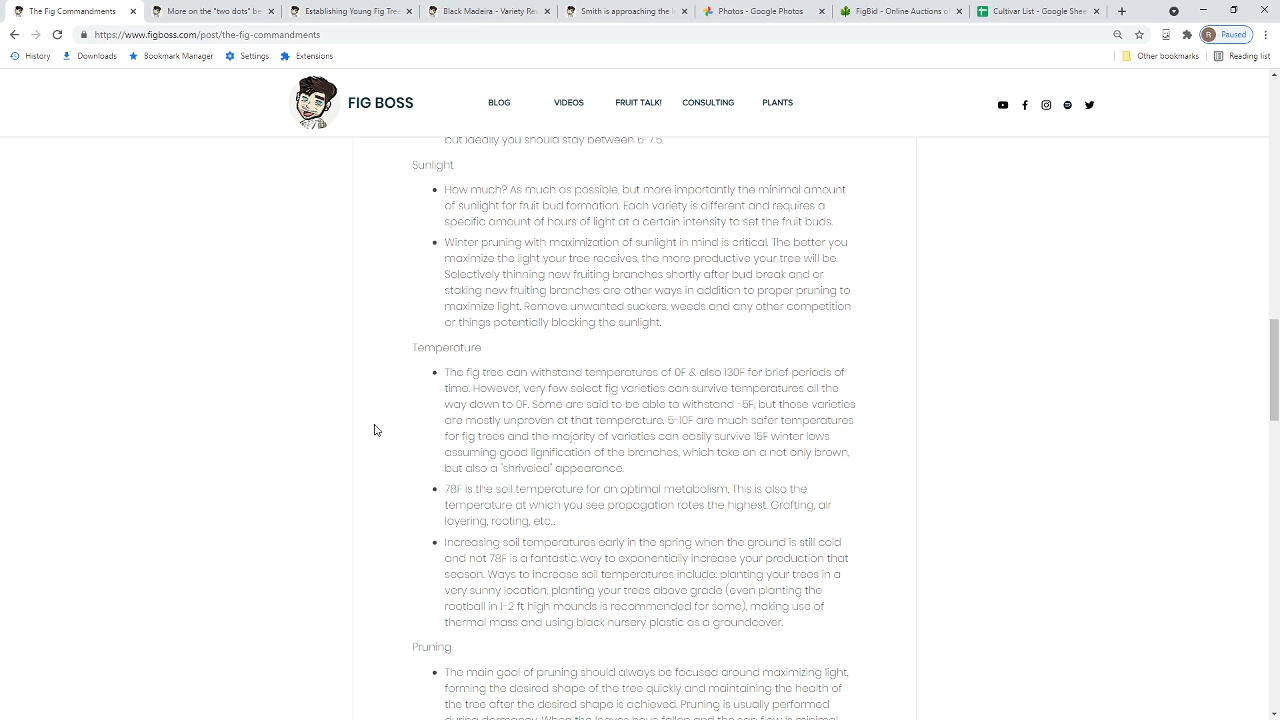 The Fig Commandments
More on the "two dots" be
Establishing Young Fig Tree
Black Madeira - Variety Rev
Smith is approaching the l
Photos - Google Photos
FigBid - Online Auctions of
Cultivar List - Google Shee
https://www.figboss.com/post/the-fig-commandments
R Paused
History
Downloads
Bookmark Manager
Settings
Extensions
Other bookmarks
Reading list
FIG BOSS
BLOG
VIDEOS
FRUIT TALK!
CONSULTING
PLANTS
but ideally you should stay between 6-7.5.
Sunlight
How much? As much as possible, but more importantly the minimal amount
of sunlight for fruit bud formation. Each variety is different and requires a
specific amount of hours of light at a certain intensity to set the fruit buds.
Winter pruning with maximization of sunlight in mind is critical. The better you
maximize the light your tree receives, the more productive your tree will be.
Selectively thinning new fruiting branches shortly after bud break and or
staking new fruiting branches are other ways in addition to proper pruning to
maximize light. Remove unwanted suckers, weeds and any other competition
or things potentially blocking the sunlight.
Temperature
The fig tree can withstand temperatures of 0F & also 130F for brief periods of
time. However, very few select fig varieties can survive temperatures all the
way down to 0F. Some are said to be able to withstand -5F, but those varieties
are mostly unproven at that temperature. 5-10F are much safer temperatures
for fig trees and the majority of varieties can easily survive 15F winter lows
assuming good lignification of the branches, which take on a not only brown,
but also a "shriveled" appearance.
78F is the soil temperature for an optimal metabolism. This is also the
temperature at which you see propagation rates the highest. Grafting, air
layering, rooting, etc..
Increasing soil temperatures early in the spring when the ground is still cold
and not 78F is a fantastic way to exponentially increase your production that
season. Ways to increase soil temperatures include: planting your trees in a
very sunny location, planting your trees above grade (even planting the
rootball in 1-2 ft high mounds is recommended for some), making use of
thermal mass and using black nursery plastic as a groundcover.
Pruning
The main goal of pruning should always be focused around maximizing light,
forming the desired shape of the tree quickly and maintaining the health of
the tree after the desired shape is achieved. Pruning is usually performed
during dormancy. When the leaves have fallen and the sap flow is minimal